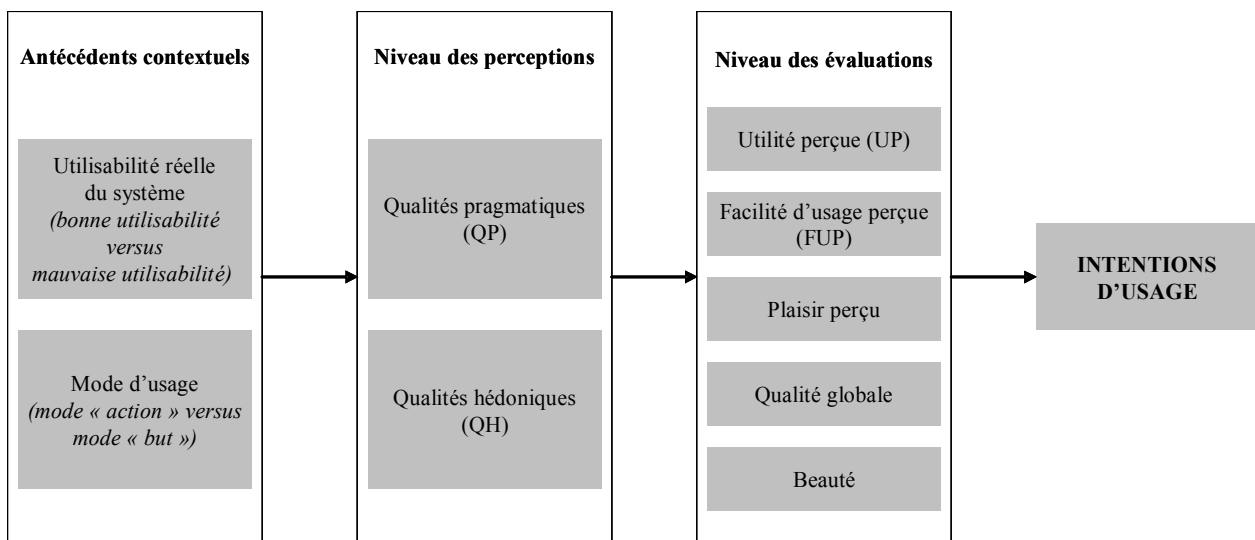 Antécédents contextuels
Utilisabilité réelle
du système
(bonne utilisabilité
versus
mauvaise utilisabilité)
Mode d’usage
(mode « action » versus
mode « but »)
Niveau des perceptions
Qualités pragmatiques
(QP)
Qualités hédoniques
(QH)
Niveau des évaluations
Utilité perçue (UP)
Facilité d’usage perçue
(FUP)
Plaisir perçu
Qualité globale
Beauté
INTENTIONS
D’USAGE